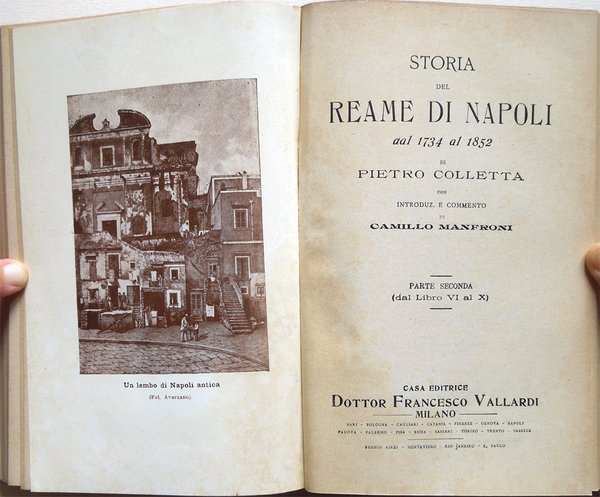 Un lembo di Napoli antica
(Fot. Aversano).
STORIA
DEL
REAME DI NAPOLI
dal 1734 al 1852
DI
PIETRO COLLETTA
CON
INTRODUZ. E COMMENTO
DI
CAMILLO MANFRONI
PARTE SECONDA
(dal Libro VI al X)
CASA EDITRICE
DOTTOR FRANCESCO VALLARDI
MILANO
BARI - BOLOGNA - CAGLIARI - CATANIA - FIRENZE - GENOVA - NAPOLI
PADOVA - PALERMO - PISA - ROMA - SASSARI - TORINO - TRENTO - TRIESTE
BUENOS AIRES - MONTEVIDEO - RIO JANEIRO - S. PAULO